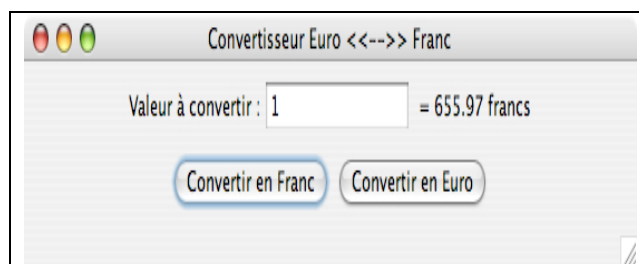 Convertisseur Euro <<-->> Franc
Valeur à convertir : 1 = 655.97 francs
Convertir en Franc Convertir en Euro